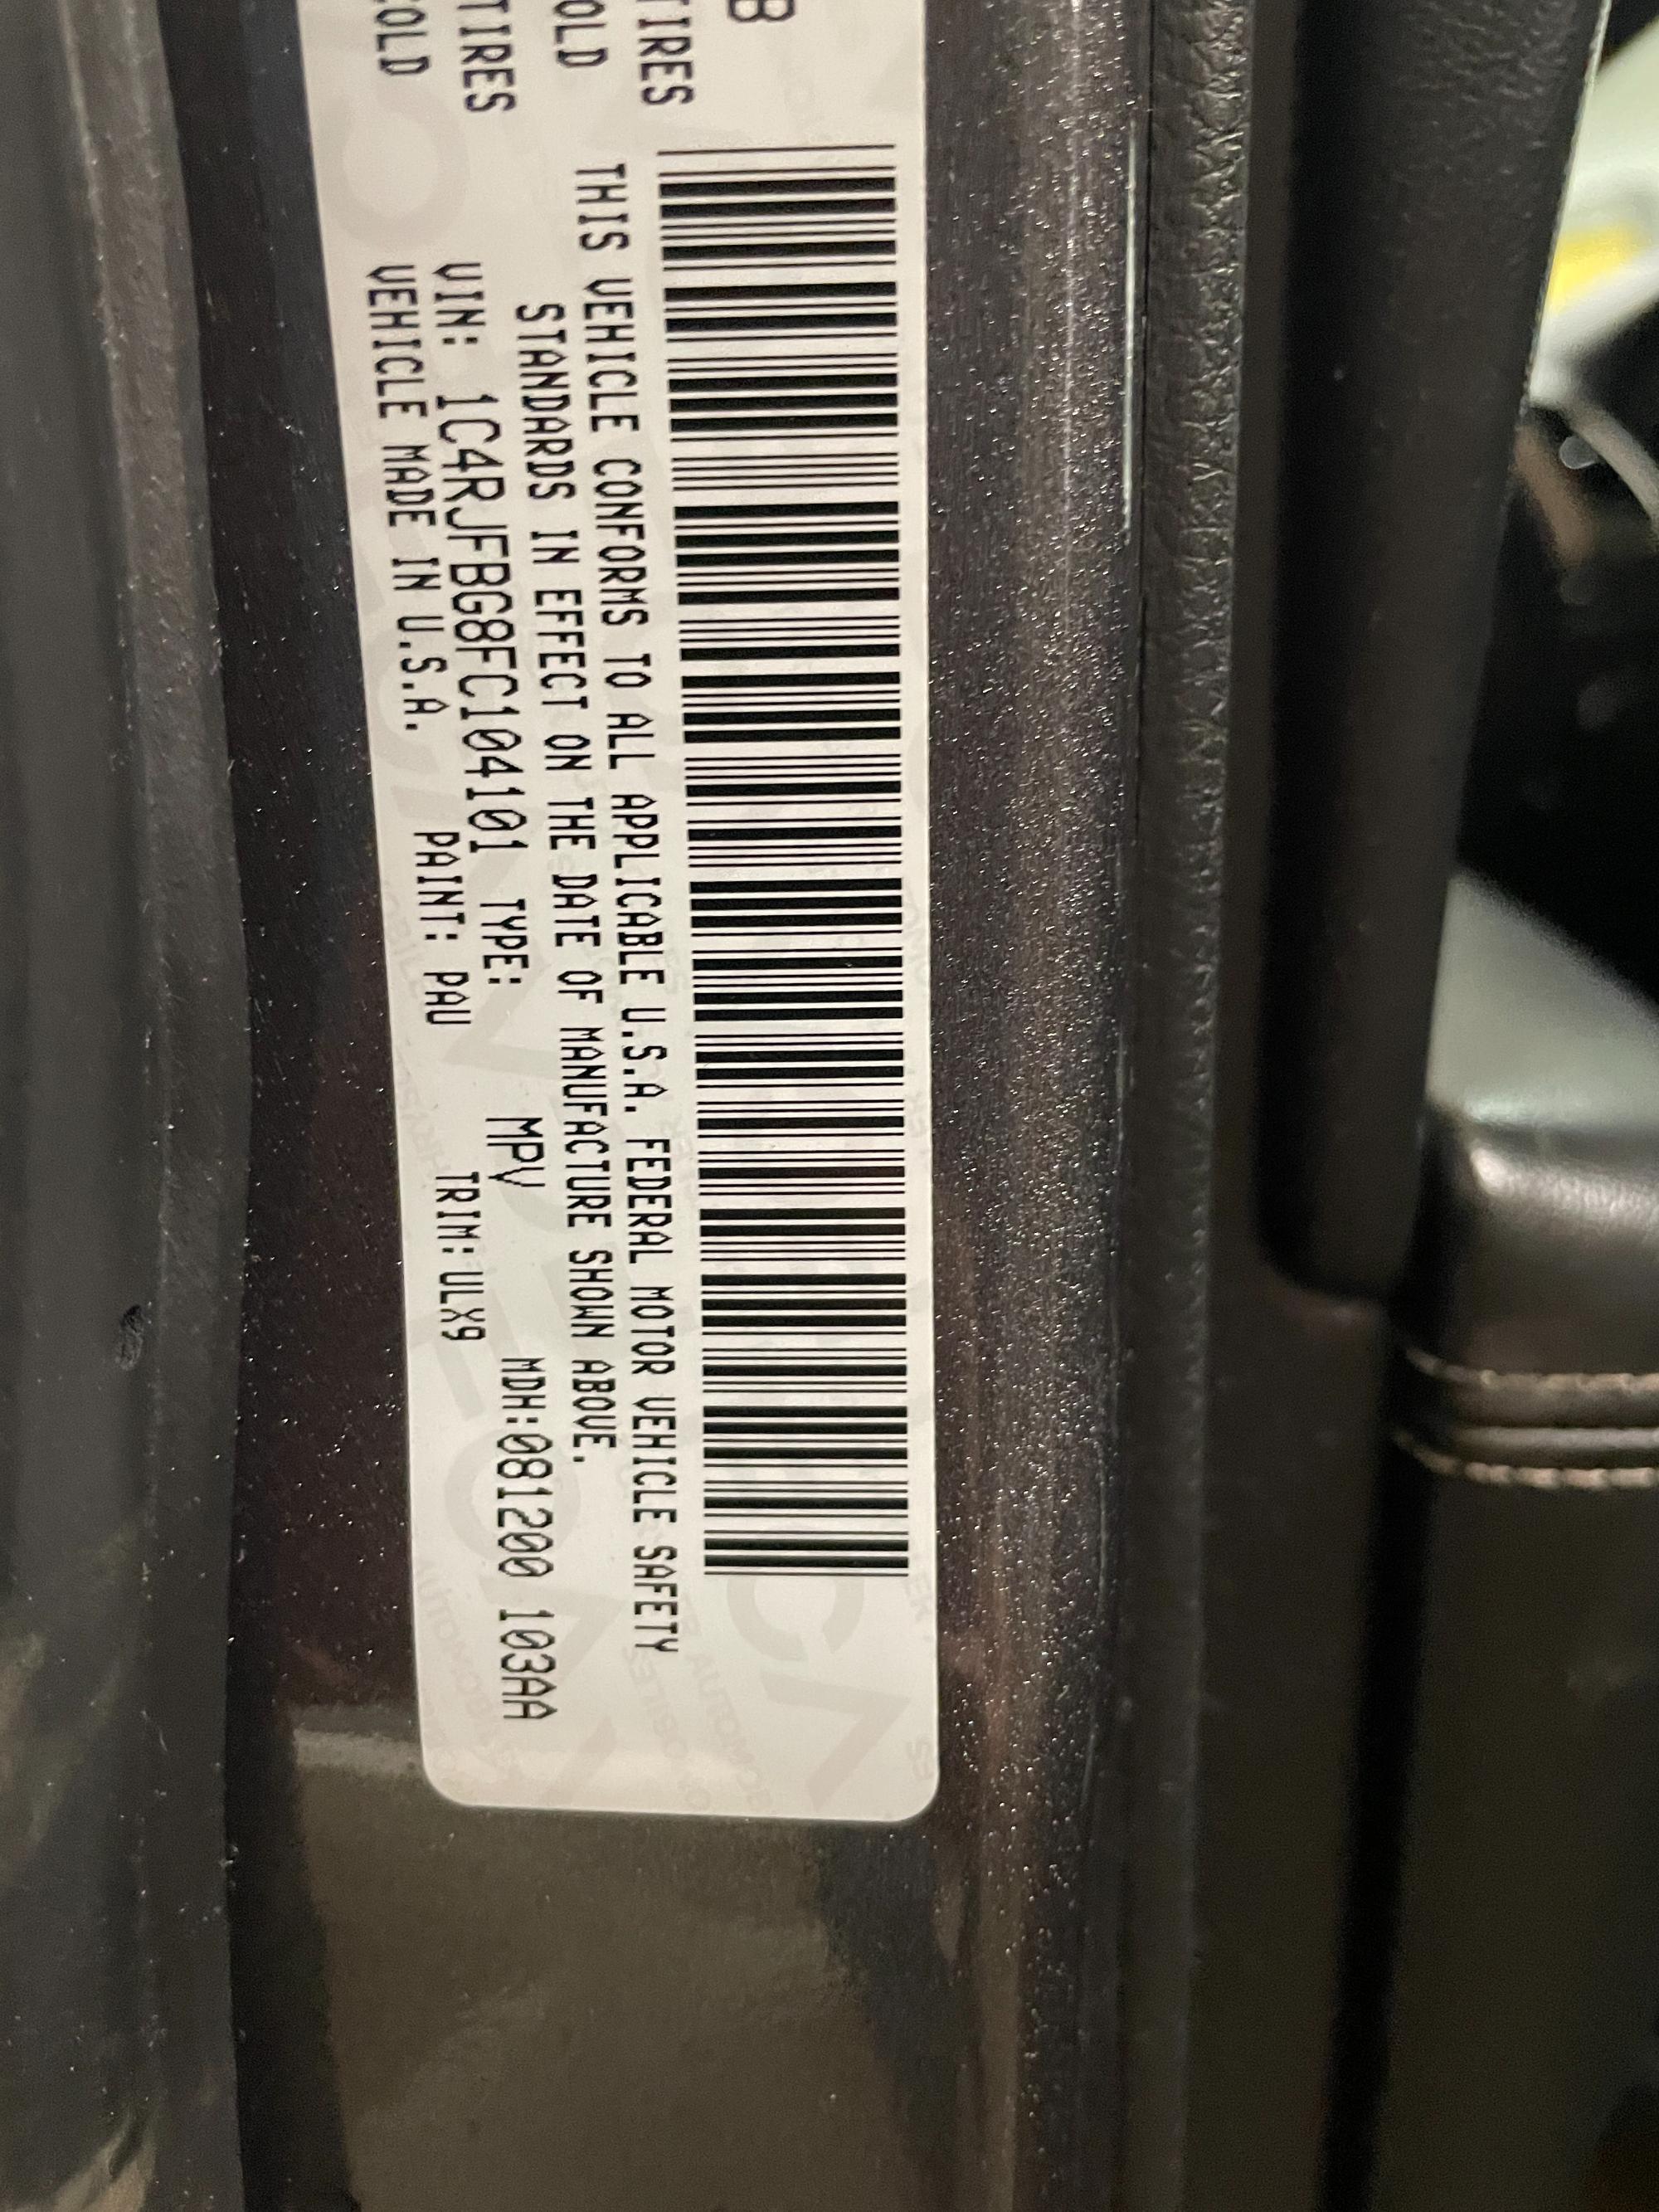 B
TIRES
OLD
TIRES
COLD
THIS VEHICLE CONFORMS TO ALL APPLICABLE U.S.A. FEDERAL MOTOR VEHICLE SAFETY
STANDARDS IN EFFECT ON THE DATE OF MANUFACTURE SHOWN ABOVE.
VIN: 1C4RJFBG8FC104101 TYPE: MPV MDH:081200 103AA
VEHICLE MADE IN U.S.A. PAINT: PAU TRIM:ULX9